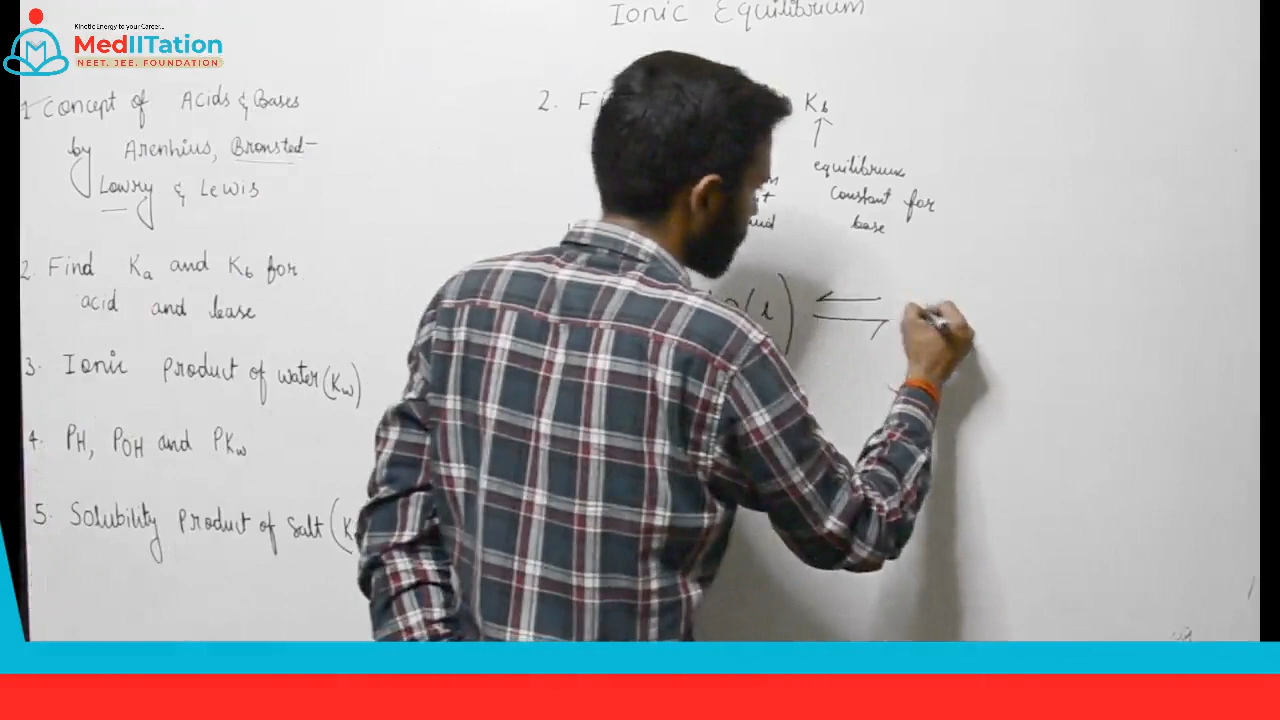 Kinetic Energy to your Career...
MedIITation
NEET. JEE. FOUNDATION
Ionic Equilibrium
1 Concept of Acids & Bases
by Arenhius, Bronsted-
Lowry & Lewis
2. Find Ka and Kb for
acid and base
3. Ionic Product of water (Kw)
4. PH, POH and PKw
5. Solubility Product of Salt (K
2. F
Kb
equilibrium
constant for
base
(l)